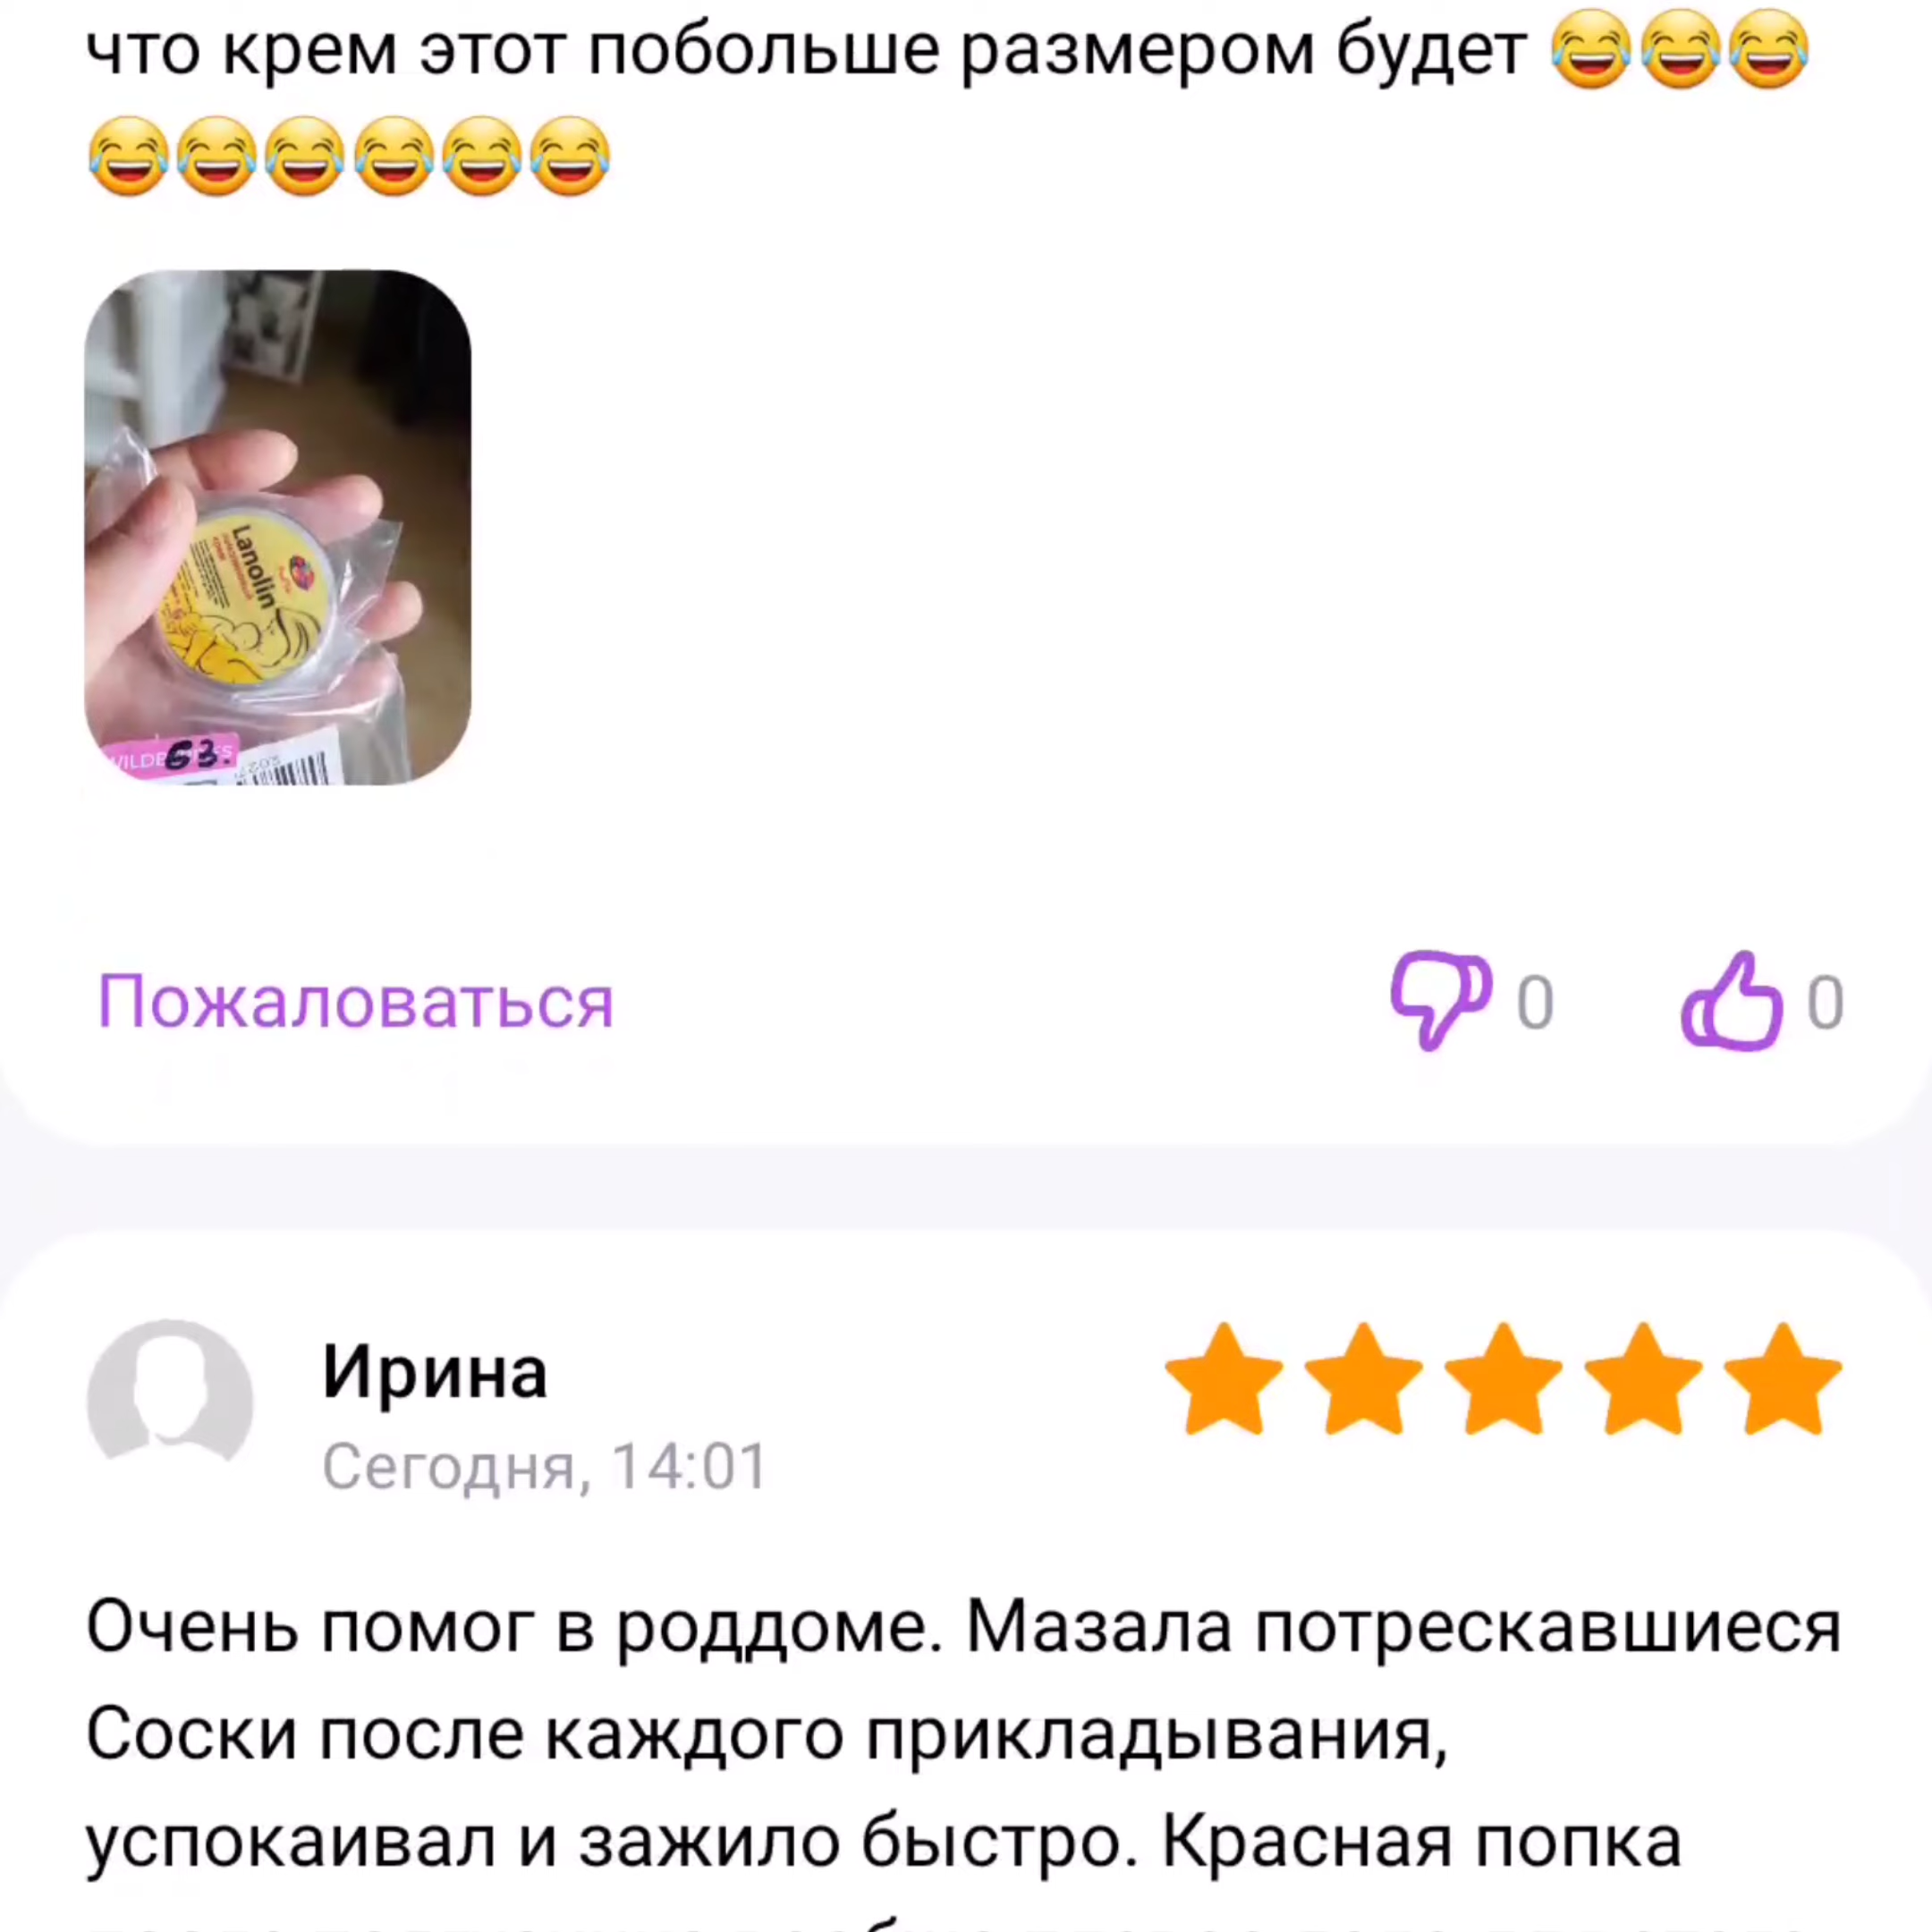 что крем этот побольше размером будет 😂😂😂
😂😂😂😂😂😂
Lanolin
63.
Пожаловаться
0
0
Ирина
Сегодня, 14:01
Очень помог в роддоме. Мазала потрескавшиеся
Соски после каждого прикладывания,
успокаивал и зажило быстро. Красная попка